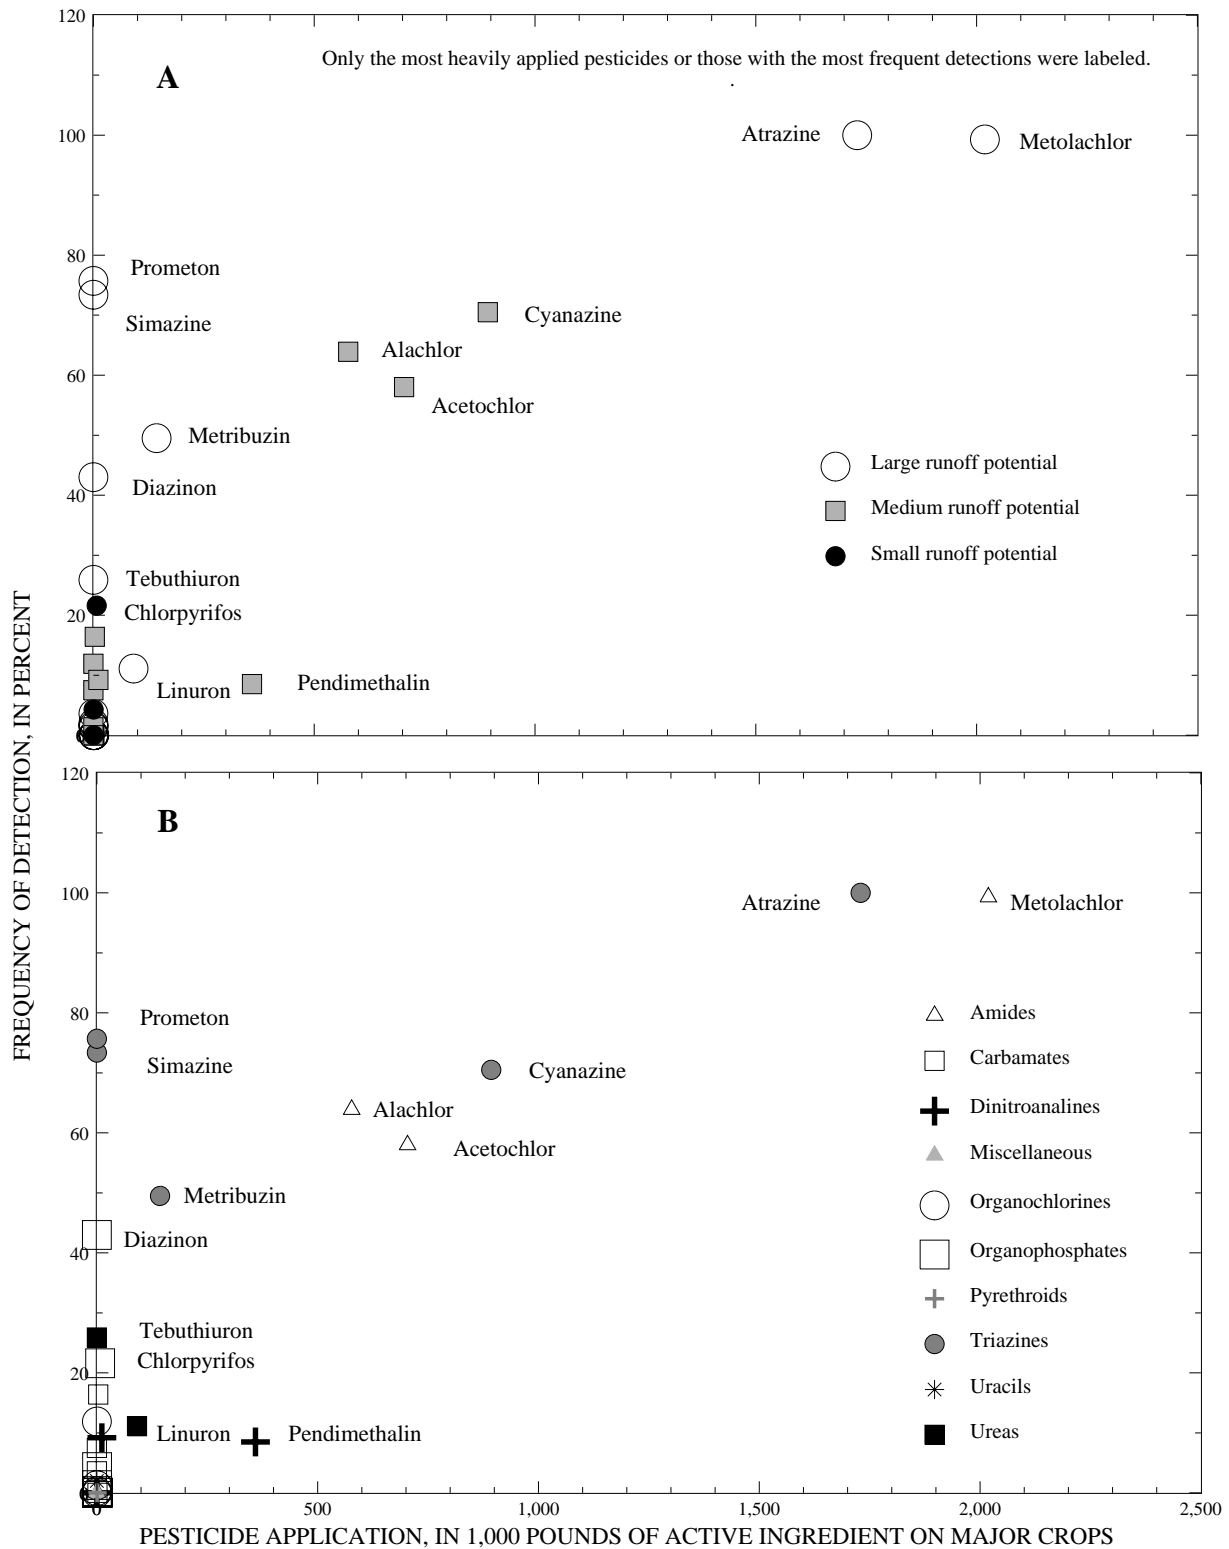 120
Only the most heavily applied pesticides or those with the most frequent detections were labeled.
A
.
100
Atrazine
Metolachlor
80
Prometon
Simazine
Cyanazine
Alachlor
60
Acetochlor
Metribuzin
Large runoff potential
Diazinon
40
Medium runoff potential
Small runoff potential
Tebuthiuron
Chlorpyrifos
20
Linuron
Pendimethalin
FREQUENCY OF DETECTION, IN PERCENT
120
B
100
Atrazine
Metolachlor
80
Prometon
Simazine
Cyanazine
Alachlor
60
Acetochlor
Metribuzin
Diazinon
40
Tebuthiuron
Chlorpyrifos
20
Linuron
Pendimethalin
Amides
Carbamates
Dinitroanalines
Miscellaneous
Organochlorines
Organophosphates
Pyrethroids
Triazines
Uracils
Ureas
0
500
1,000
1,500
2,000
2,500
PESTICIDE APPLICATION, IN 1,000 POUNDS OF ACTIVE INGREDIENT ON MAJOR CROPS